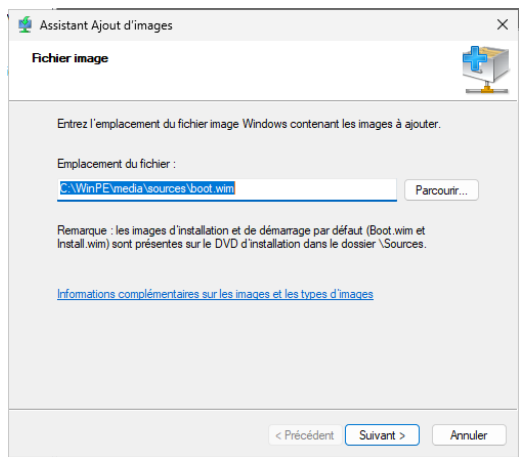 Assistant Ajout d'images
Fichier image
Entrez l'emplacement du fichier image Windows contenant les images à ajouter.
Emplacement du fichier :
C:\WinPE\media\sources\boot.wim
Parcourir...
Remarque : les images d'installation et de démarrage par défaut (Boot.wim et
Install.wim) sont présentes sur le DVD d'installation dans le dossier \Sources.
Informations complémentaires sur les images et les types d'images
< Précédent Suivant > Annuler